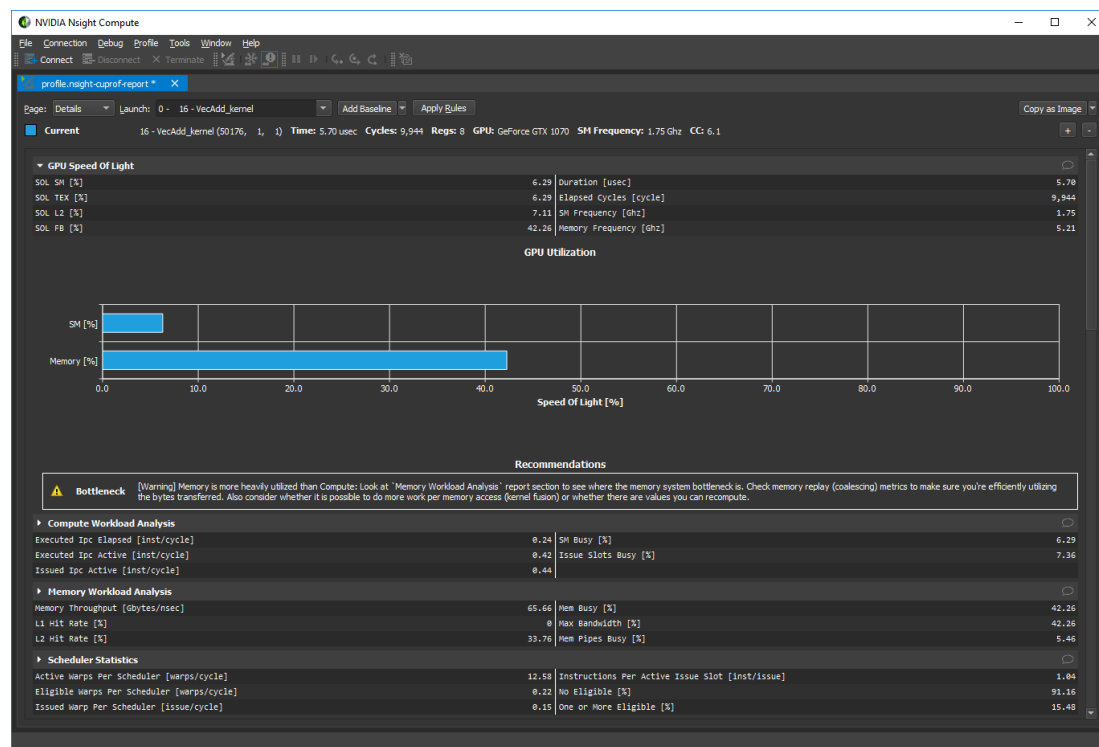 NVIDIA Nsight Compute
File Connection Debug Profile Tools Window Help
Connect Disconnect Terminate
profile.nsight-cuprof-report *
Page: Details Launch: 0 - 16 - VecAdd_kernel Add Baseline Apply Rules Copy as Image
Current 16 - VecAdd_kernel (50176, 1, 1) Time: 5.70 usec Cycles: 9,944 Regs: 8 GPU: GeForce GTX 1070 SM Frequency: 1.75 Ghz CC: 6.1 + -
GPU Speed Of Light
SOL SM [%] 6.29 Duration [usec] 5.70
SOL TEX [%] 6.29 Elapsed Cycles [cycle] 9,944
SOL L2 [%] 7.11 SM Frequency [Ghz] 1.75
SOL FB [%] 42.26 Memory Frequency [Ghz] 5.21
GPU Utilization
SM [%]
Memory [%]
0.0 10.0 20.0 30.0 40.0 50.0 60.0 70.0 80.0 90.0 100.0
Speed Of Light [%]
Recommendations
Bottleneck [Warning] Memory is more heavily utilized than Compute: Look at `Memory Workload Analysis` report section to see where the memory system bottleneck is. Check memory replay (coalescing) metrics to make sure you're efficiently utilizing
the bytes transferred. Also consider whether it is possible to do more work per memory access (kernel fusion) or whether there are values you can recompute.
Compute Workload Analysis
Executed Ipc Elapsed [inst/cycle] 0.24 SM Busy [%] 6.29
Executed Ipc Active [inst/cycle] 0.42 Issue Slots Busy [%] 7.36
Issued Ipc Active [inst/cycle] 0.44
Memory Workload Analysis
Memory Throughput [Gbytes/nsec] 65.66 Mem Busy [%] 42.26
L1 Hit Rate [%] 0 Max Bandwidth [%] 42.26
L2 Hit Rate [%] 33.76 Mem Pipes Busy [%] 5.46
Scheduler Statistics
Active Warps Per Scheduler [warps/cycle] 12.58 Instructions Per Active Issue Slot [inst/issue] 1.04
Eligible Warps Per Scheduler [warps/cycle] 0.22 No Eligible [%] 91.16
Issued Warp Per Scheduler [issue/cycle] 0.15 One or More Eligible [%] 15.48